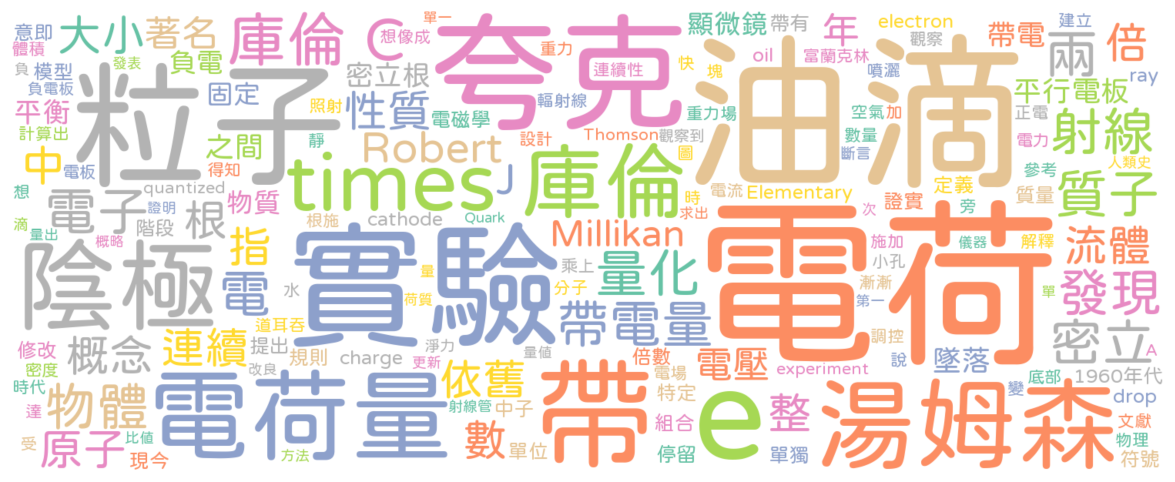 意即
大小
著名
庫倫
C
單一
想像成
重力
夸克
顯微鏡
帶有
年
electron
觀察
帶電
兩
倍
體積
發表
負
模型
負電
密立根
連續性
快
塊
oil
富蘭克林
噴灑
ray
負電板
固定
粒子
照射
性質
輻射線
重力場
油滴
空氣
加
平行電板
正電
平衡
計算出
之間
靜
電磁學
設計
Thomson
觀察到
數量
電力
射線
中
電板
得知
Robert
圖
斷言
參考
人類史
想
quantized
times
J
庫倫
時
電流
Elementary
定義
質量
質子
陰極
電子
證明
物質
根施
cathode
Quark
求出
證實
旁
滴
量出
階段
根
Millikan
次
施加
儀器
解釋
流體
概略
指
實驗
乘上
量化
電荷
小孔
單
電
水
量
分子
漸漸
發現
荷質
道耳吞
淨力
帶電量
第一
修改
概念
連續
提出
規則
charge
更新
量值
倍數
電壓
調控
說
墜落
密立
A
密度
改良
依舊
電場
experiment
底部
1960年代
時代
物體
電荷量
射線管
中子
帶
特定
e
整
湯姆森
變
drop
達
組合
文獻
受
原子
比值
數
單位
停留
單獨
物理
現今
方法
符號